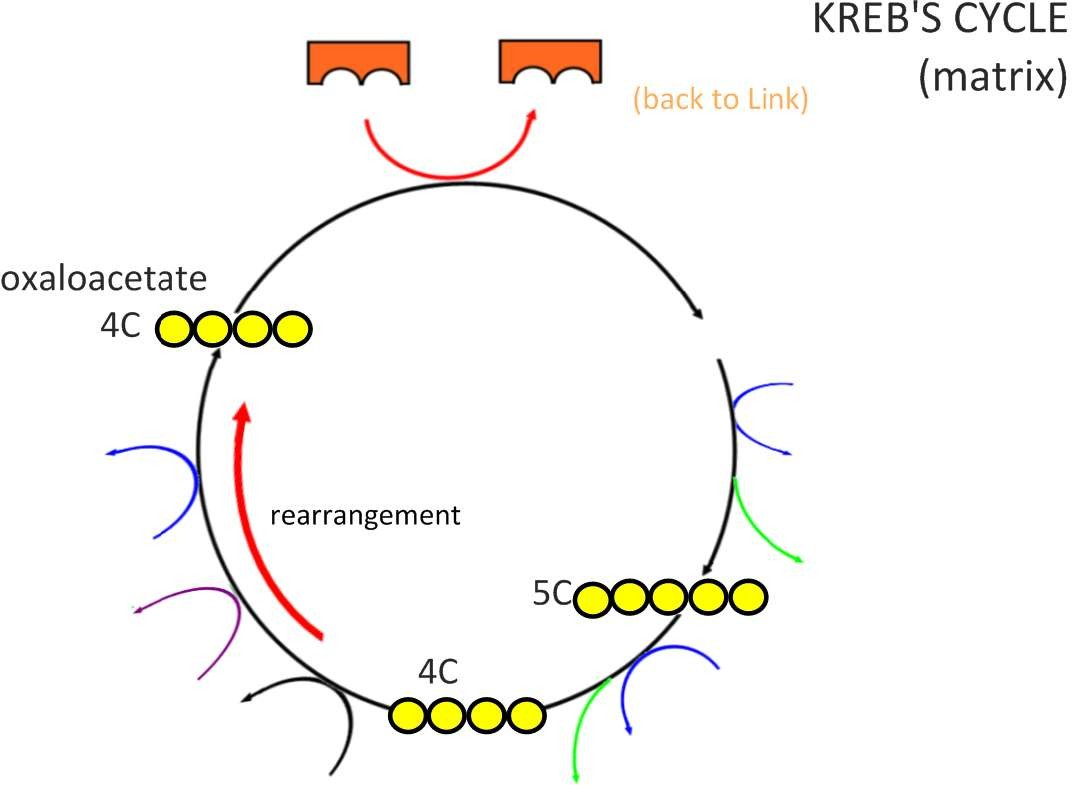 KREB'S CYCLE
(matrix)
(back to Link)
oxaloacetate
4C
rearrangement
5C
4C